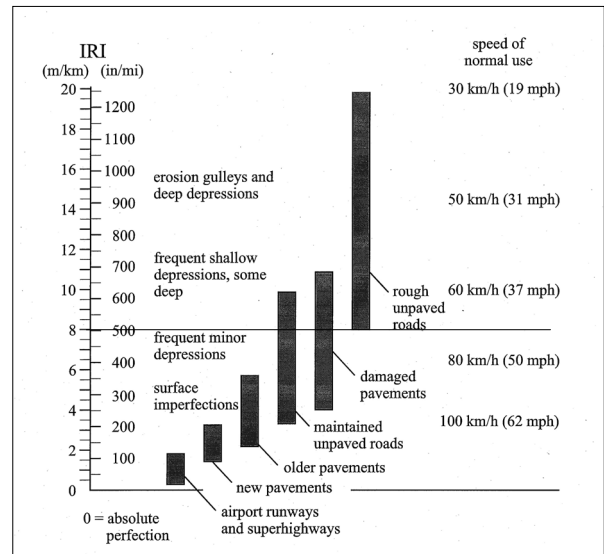 IRI
(m/km) (in/mi)
speed of
normal use
20
18
16
14
12
10
8
6
4
2
0
1200
1100
1000
900
800
700
600
500
400
300
200
100
erosion gulleys and
deep depressions
frequent shallow
depressions, some
deep
frequent minor
depressions
surface
imperfections
rough
unpaved
roads
damaged
pavements
maintained
unpaved roads
older pavements
new pavements
airport runways
and superhighways
30 km/h (19 mph)
50 km/h (31 mph)
60 km/h (37 mph)
80 km/h (50 mph)
100 km/h (62 mph)
0 = absolute
perfection